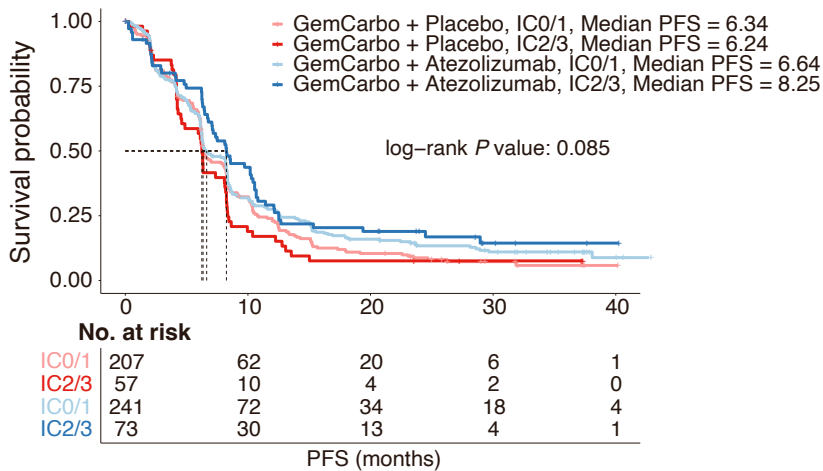 GemCarbo + Placebo, IC0/1, Median PFS = 6.34
GemCarbo + Placebo, IC2/3, Median PFS = 6.24
GemCarbo + Atezolizumab, IC0/1, Median PFS = 6.64
GemCarbo + Atezolizumab, IC2/3, Median PFS = 8.25
log−rank P value: 0.085
Survival probability
1.00
0.75
0.50
0.25
0.00
0 10 20 30 40
No. at risk
IC0/1 207 62 20 6 1
IC2/3 57 10 4 2 0
IC0/1 241 72 34 18 4
IC2/3 73 30 13 4 1
PFS (months)